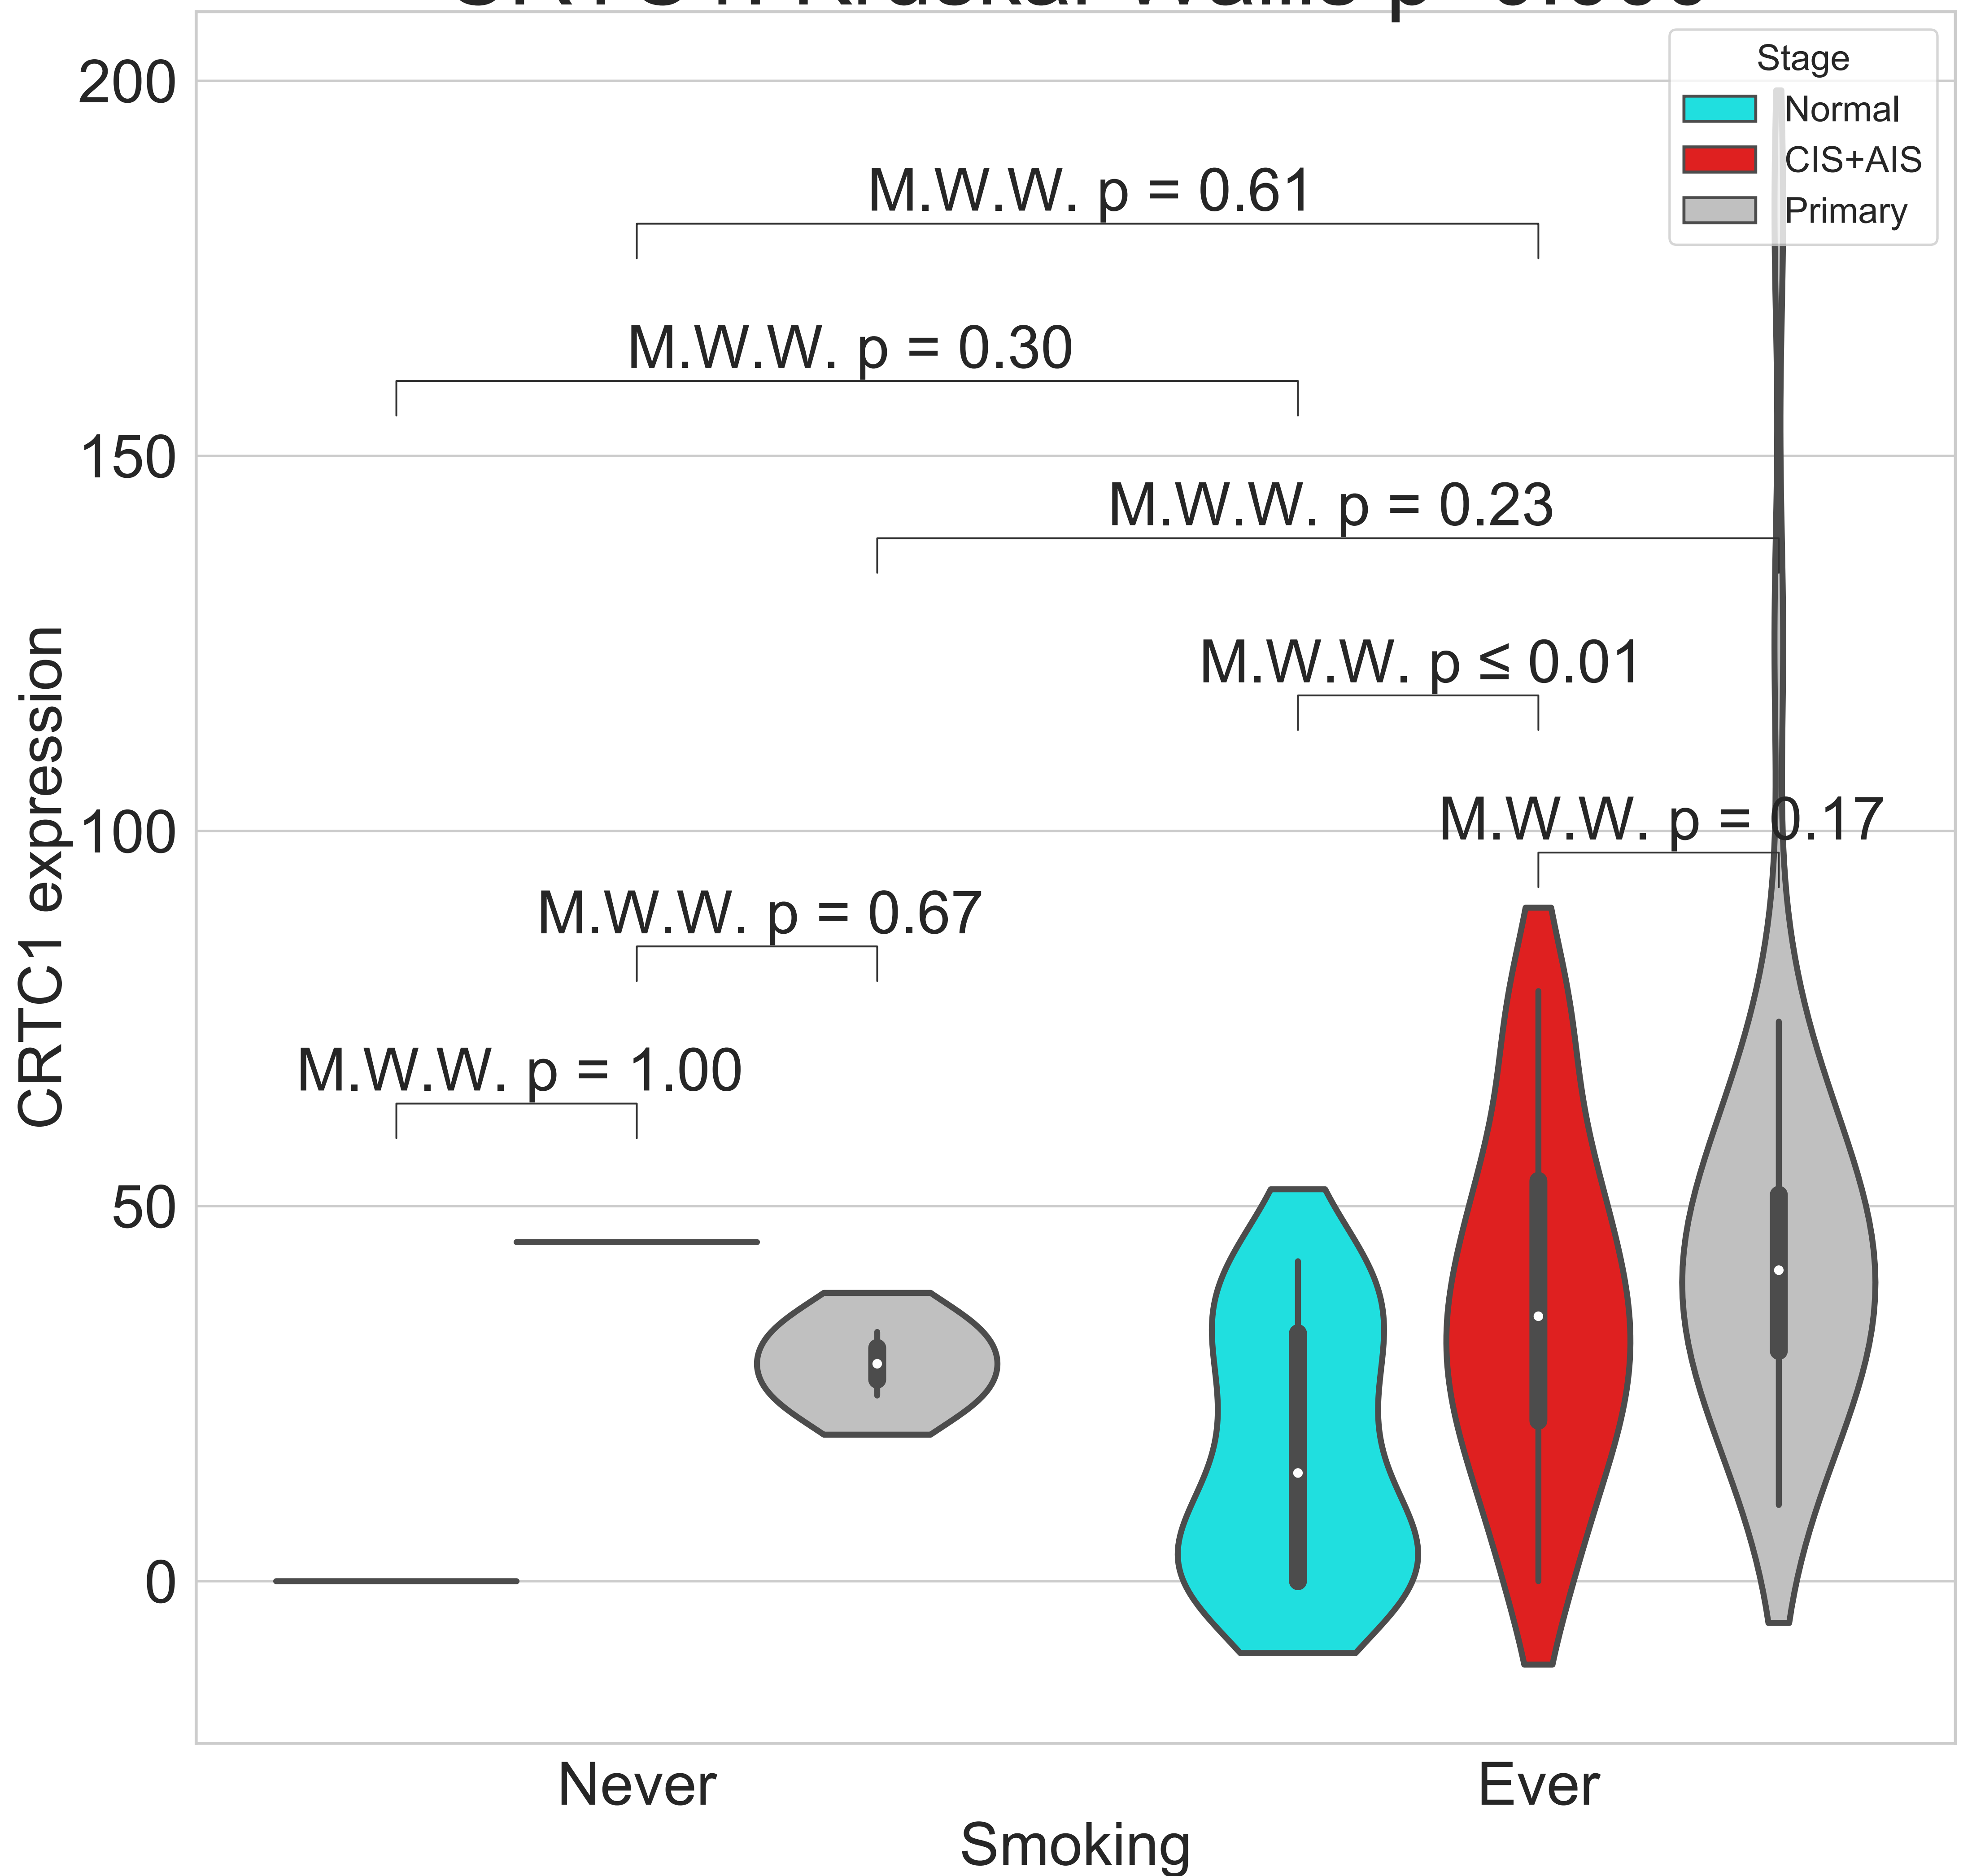 Stage
Normal
CIS+AIS
Primary
200
150
100
50
0
CRTC1 expression
M.W.W. p = 0.61
M.W.W. p = 0.30
M.W.W. p = 0.23
M.W.W. p ≤ 0.01
M.W.W. p = 0.17
M.W.W. p = 0.67
M.W.W. p = 1.00
Never
Ever
Smoking